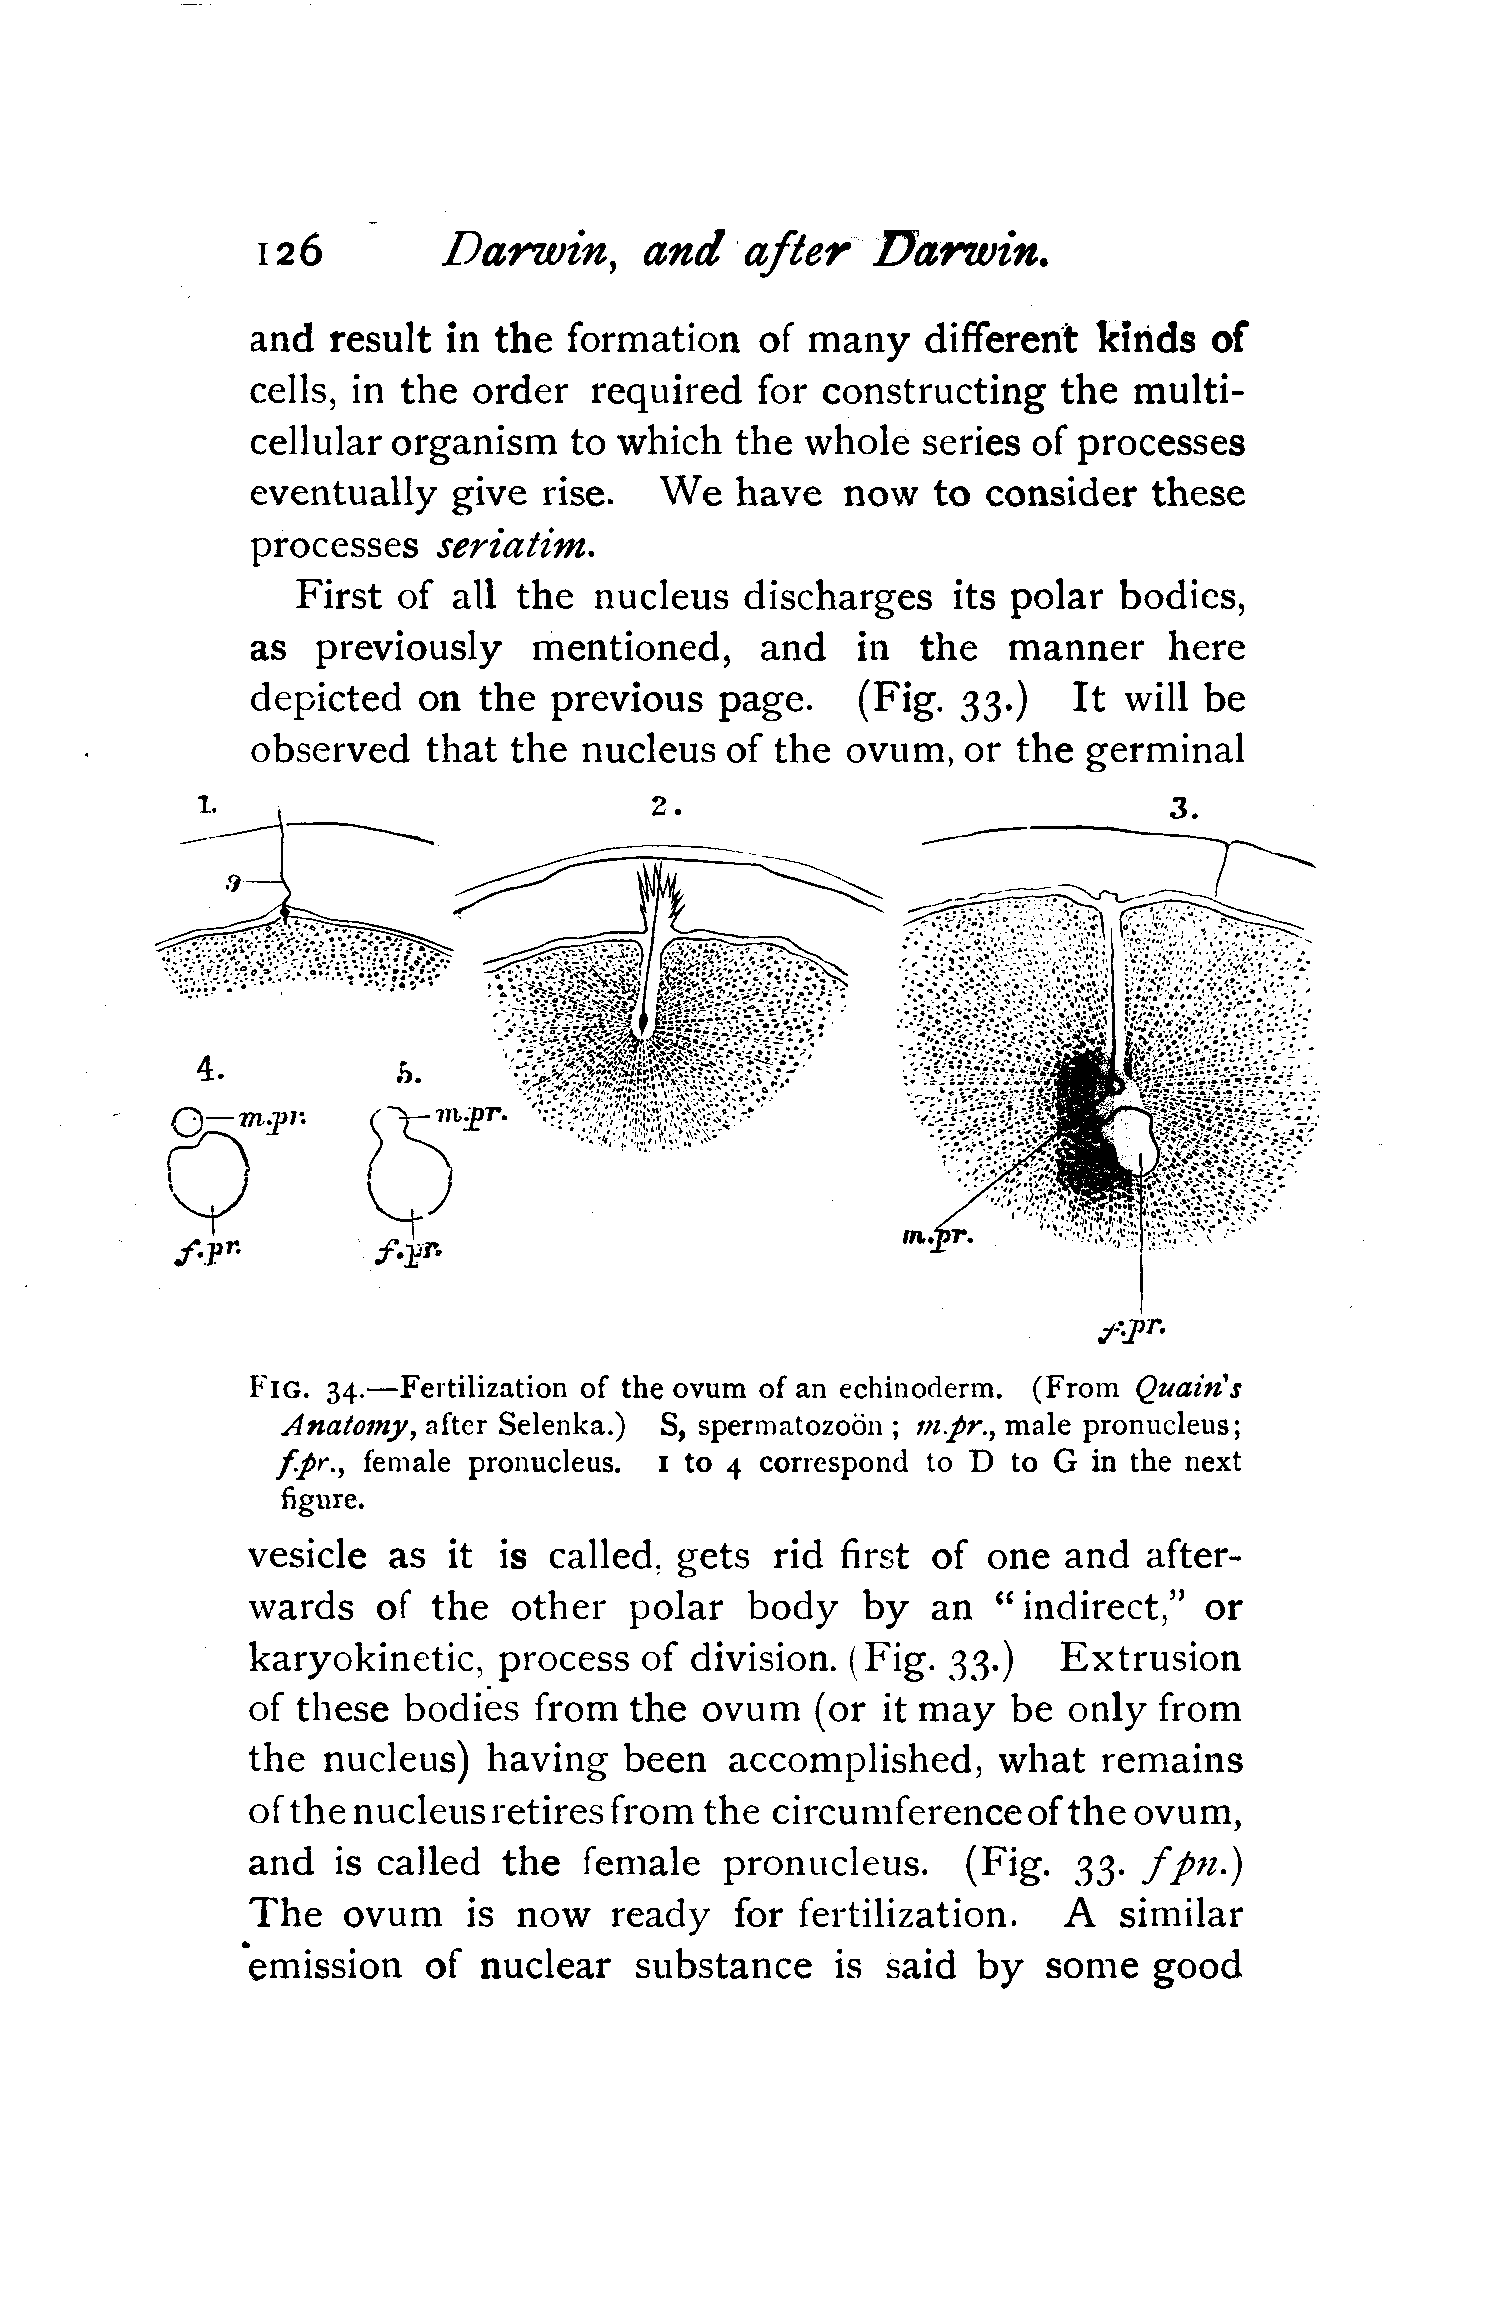 126 Darwin, and after Darwin.
and result in the formation of many different kinds of
cells, in the order required for constructing the multi-
cellular organism to which the whole series of processes
eventually give rise. We have now to consider these
processes seriatim.
First of all the nucleus discharges its polar bodies,
as previously mentioned, and in the manner here
depicted on the previous page. (Fig. 33.) It will be
observed that the nucleus of the ovum, or the germinal
1. 2. 3.
s
4. 5.
m.pr. m.pr.
f.pr. f.pr. m.pr.
f.pr.
FIG. 34.—Fertilization of the ovum of an echinoderm. (From Quain's
Anatomy, after Selenka.) S, spermatozoön; m.pr., male pronucleus;
f.pr., female pronucleus. 1 to 4 correspond to D to G in the next
figure.
vesicle as it is called, gets rid first of one and after-
wards of the other polar body by an “indirect,” or
karyokinetic, process of division. (Fig. 33.) Extrusion
of these bodies from the ovum (or it may be only from
the nucleus) having been accomplished, what remains
of the nucleus retires from the circumference of the ovum,
and is called the female pronucleus. (Fig. 33. fpn.)
The ovum is now ready for fertilization. A similar
emission of nuclear substance is said by some good